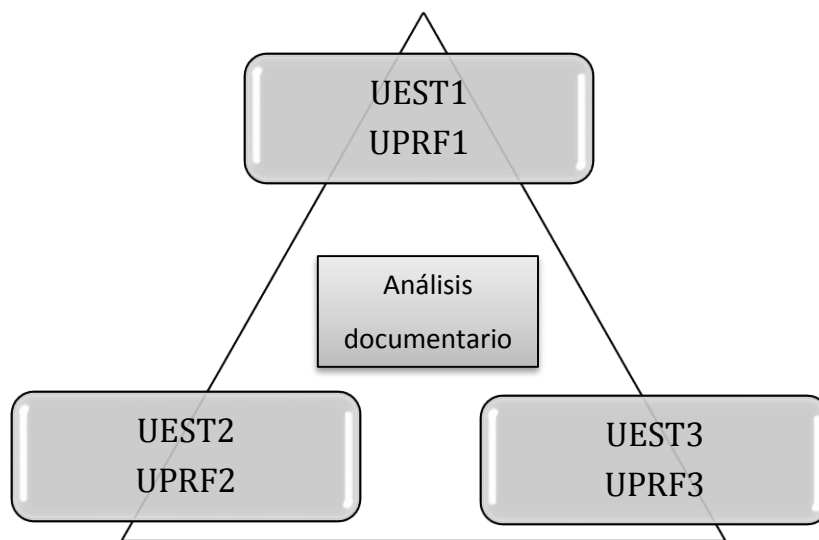 UEST1
UPRF1
Análisis
documentario
UEST2
UPRF2
UEST3
UPRF3